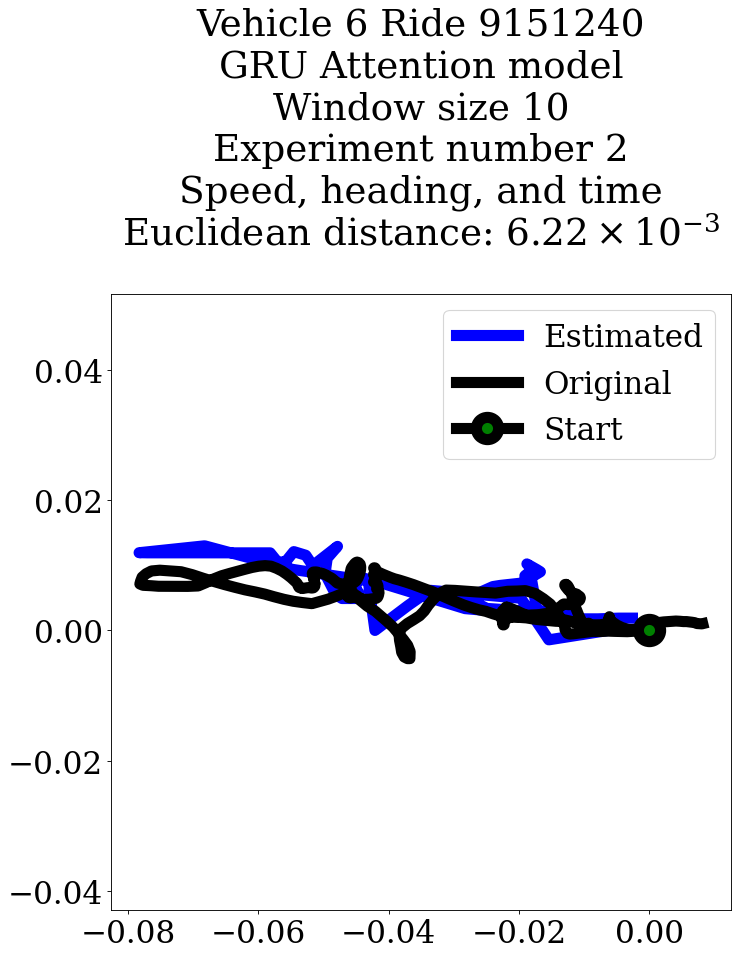 Vehicle 6 Ride 9151240
GRU Attention model
Window size 10
Experiment number 2
Speed, heading, and time
Euclidean distance: 6.22 × 10⁻³
Estimated
Original
Start
0.04
0.02
0.00
−0.02
−0.04
−0.08 −0.06 −0.04 −0.02 0.00